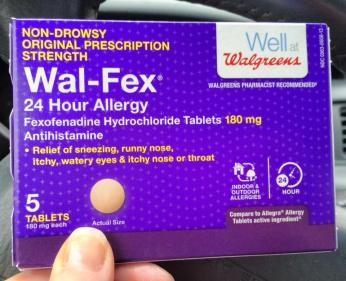 NON-DROWSY
ORIGINAL PRESCRIPTION
STRENGTH
Well at
Walgreens
WALGREENS PHARMACIST RECOMMENDED
Wal-Fex®
24 Hour Allergy
Fexofenadine Hydrochloride Tablets 180 mg
Antihistamine
• Relief of sneezing, runny nose,
itchy, watery eyes & itchy nose or throat
5
TABLETS
180 mg each
Actual Size
INDOOR &
OUTDOOR
ALLERGIES
24
HOUR
Compare to Allegra® Allergy
Tablets active ingredient